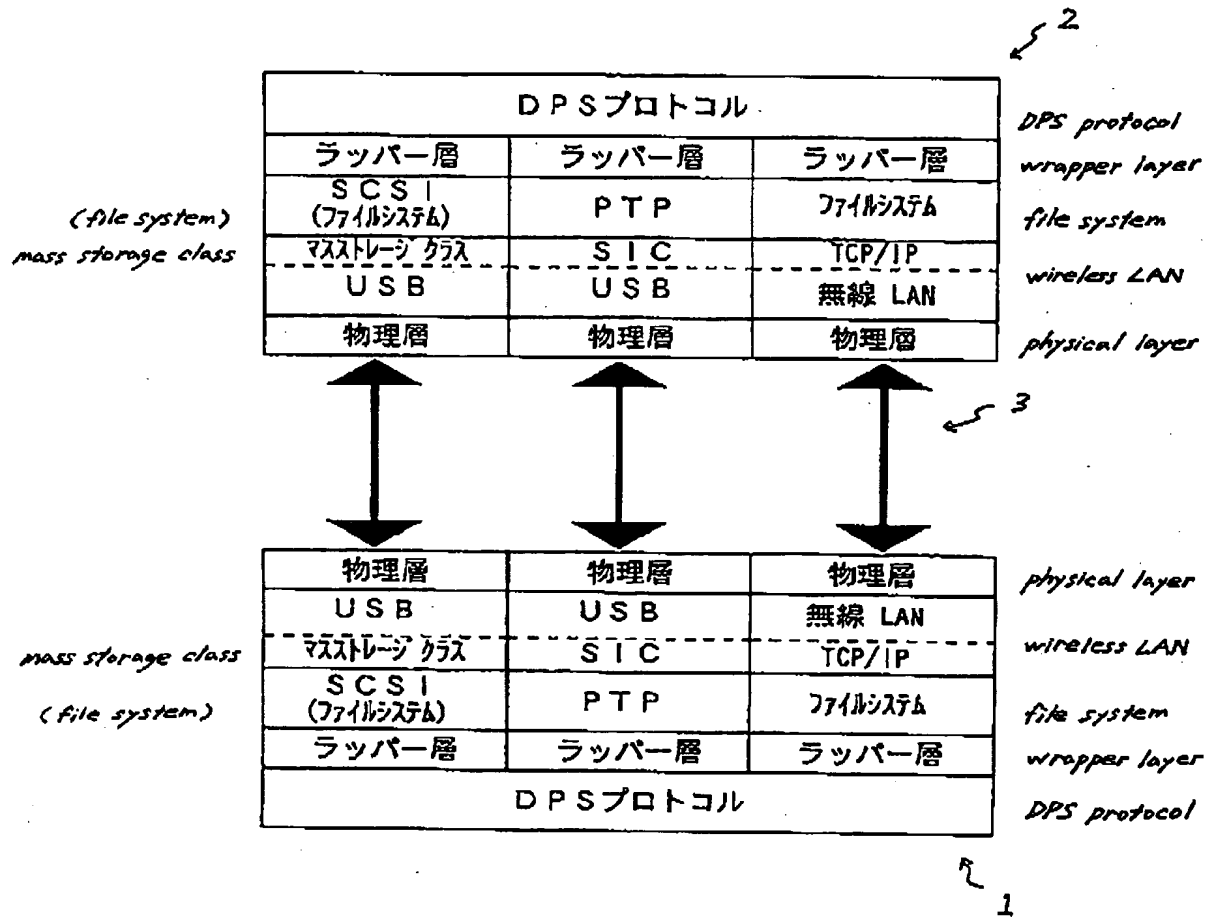 2
DPSプロトコル
DPS protocol
ラッパー層 ラッパー層 ラッパー層
wrapper layer
SCSI
(ファイルシステム)
PTP
ファイルシステム
(file system)
file system
mass storage class
マスストレージ クラス SIC TCP/IP
wireless LAN
USB USB 無線 LAN
物理層 物理層 物理層
physical layer
3
物理層 物理層 物理層
physical layer
USB USB 無線 LAN
wireless LAN
mass storage class
マスストレージ クラス SIC TCP/IP
SCSI
(ファイルシステム)
PTP
ファイルシステム
(file system)
file system
ラッパー層 ラッパー層 ラッパー層
wrapper layer
DPSプロトコル
DPS protocol
1